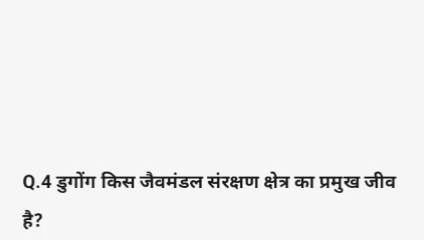 Q.4 डुगोंग किस जैवमंडल संरक्षण क्षेत्र का प्रमुख जीव
है?